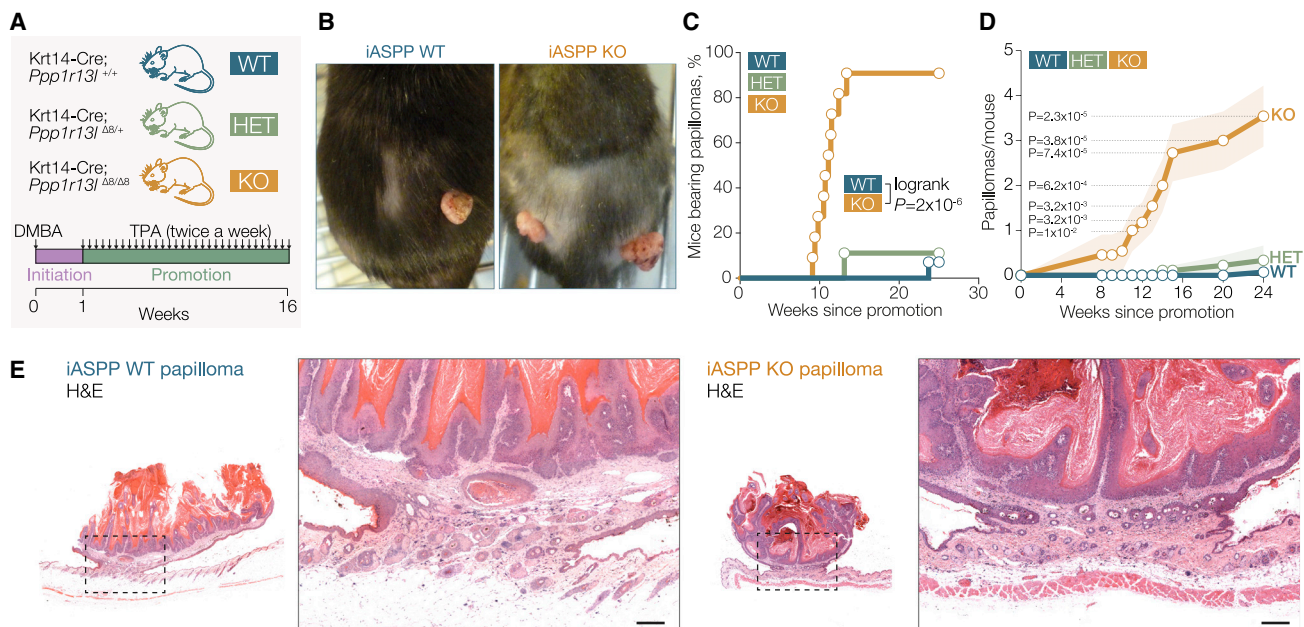 A
Krt14-Cre;
Ppp1r13l +/+
WT
Krt14-Cre;
Ppp1r13l Δ8/+
HET
Krt14-Cre;
Ppp1r13l Δ8/Δ8
KO
DMBA
TPA (twice a week)
Initiation
Promotion
0
1
16
Weeks
B
iASPP WT
iASPP KO
C
Mice bearing papillomas, %
100
80
60
40
20
0
WT
HET
KO
WT
KO
logrank
P=2x10-6
0
10
20
30
Weeks since promotion
D
Papillomas/mouse
5
4
3
2
1
0
WT HET KO
P=2.3x10-5
P=3.8x10-5
P=7.4x10-5
P=6.2x10-4
P=3.2x10-3
P=3.2x10-3
P=1x10-2
KO
HET
WT
0
4
8
12
16
20
24
Weeks since promotion
E
iASPP WT papilloma
H&E
iASPP KO papilloma
H&E